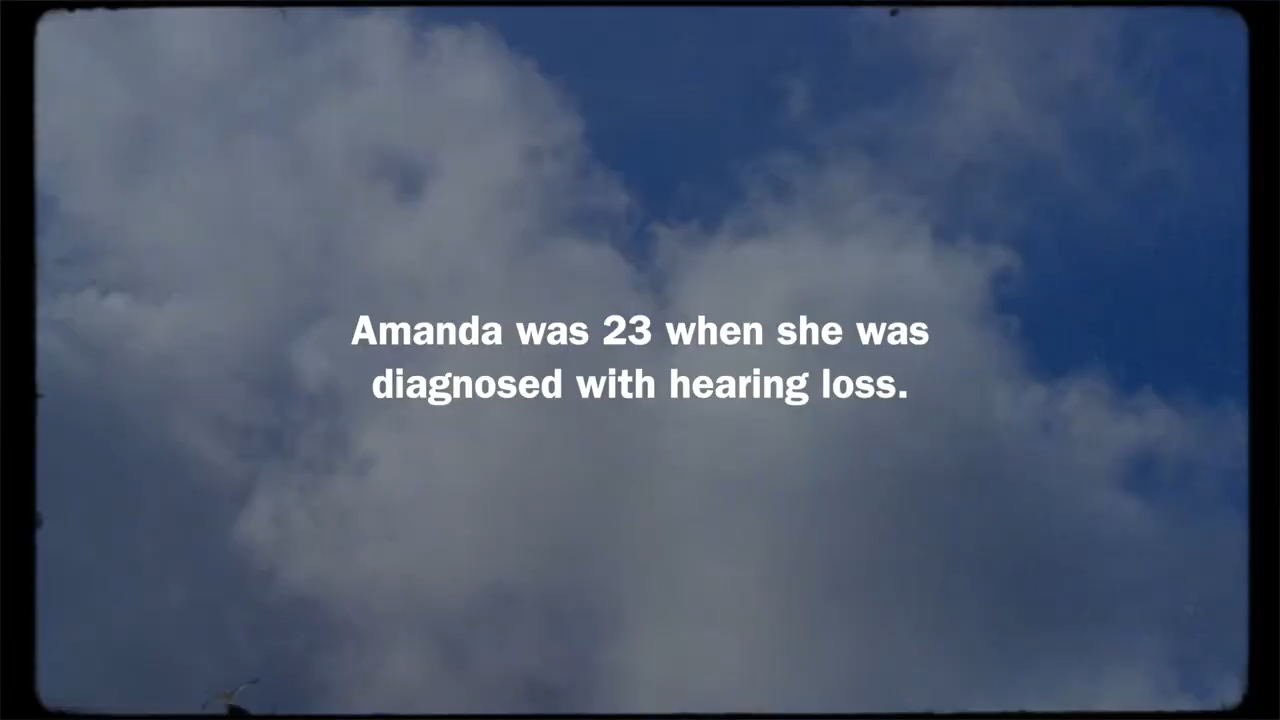 Amanda was 23 when she was
diagnosed with hearing loss.